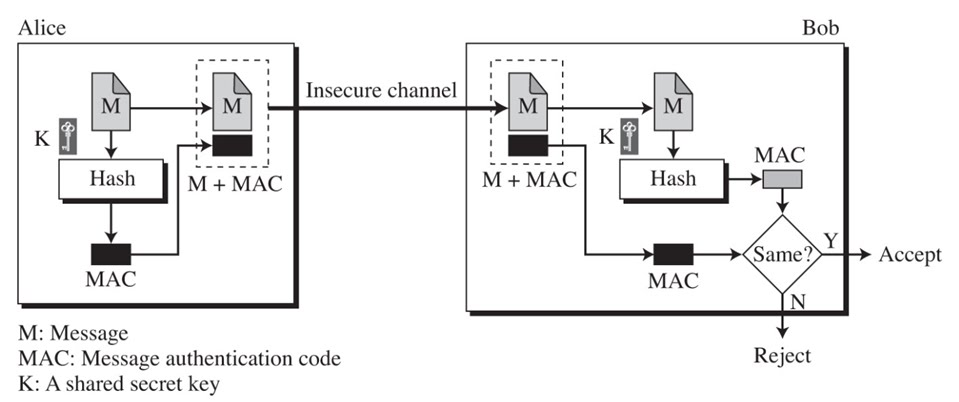 Alice
Bob
M
M
Insecure channel
M
M
K
K
Hash
M + MAC
M + MAC
Hash
MAC
MAC
MAC
Same?
Y
Accept
N
Reject
M: Message
MAC: Message authentication code
K: A shared secret key